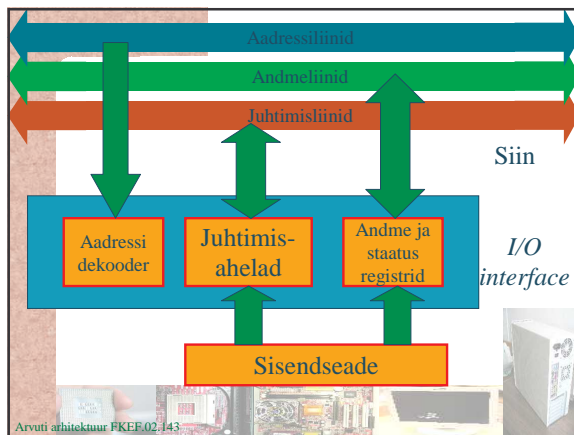 Aadressiliinid
Andmeliinid
Juhtimisliinid
Siin
Aadressi
dekooder
Juhtimis-
ahelad
Andme ja
staatus
registrid
I/O
interface
Sisendseade
Arvuti arhitektuur FKEF.02.143